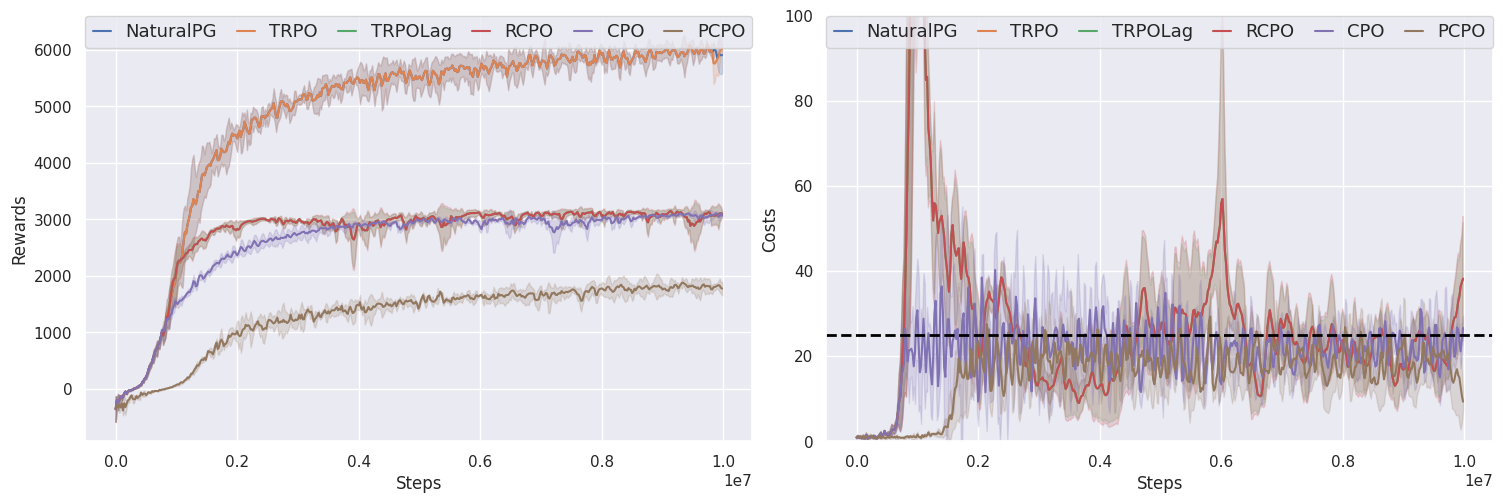 NaturalPG TRPO TRPOLag RCPO CPO PCPO
6000
5000
4000
3000
2000
1000
0
Rewards
0.0 0.2 0.4 0.6 0.8 1.0
1e7
Steps
NaturalPG TRPO TRPOLag RCPO CPO PCPO
100
80
60
40
20
0
Costs
0.0 0.2 0.4 0.6 0.8 1.0
1e7
Steps